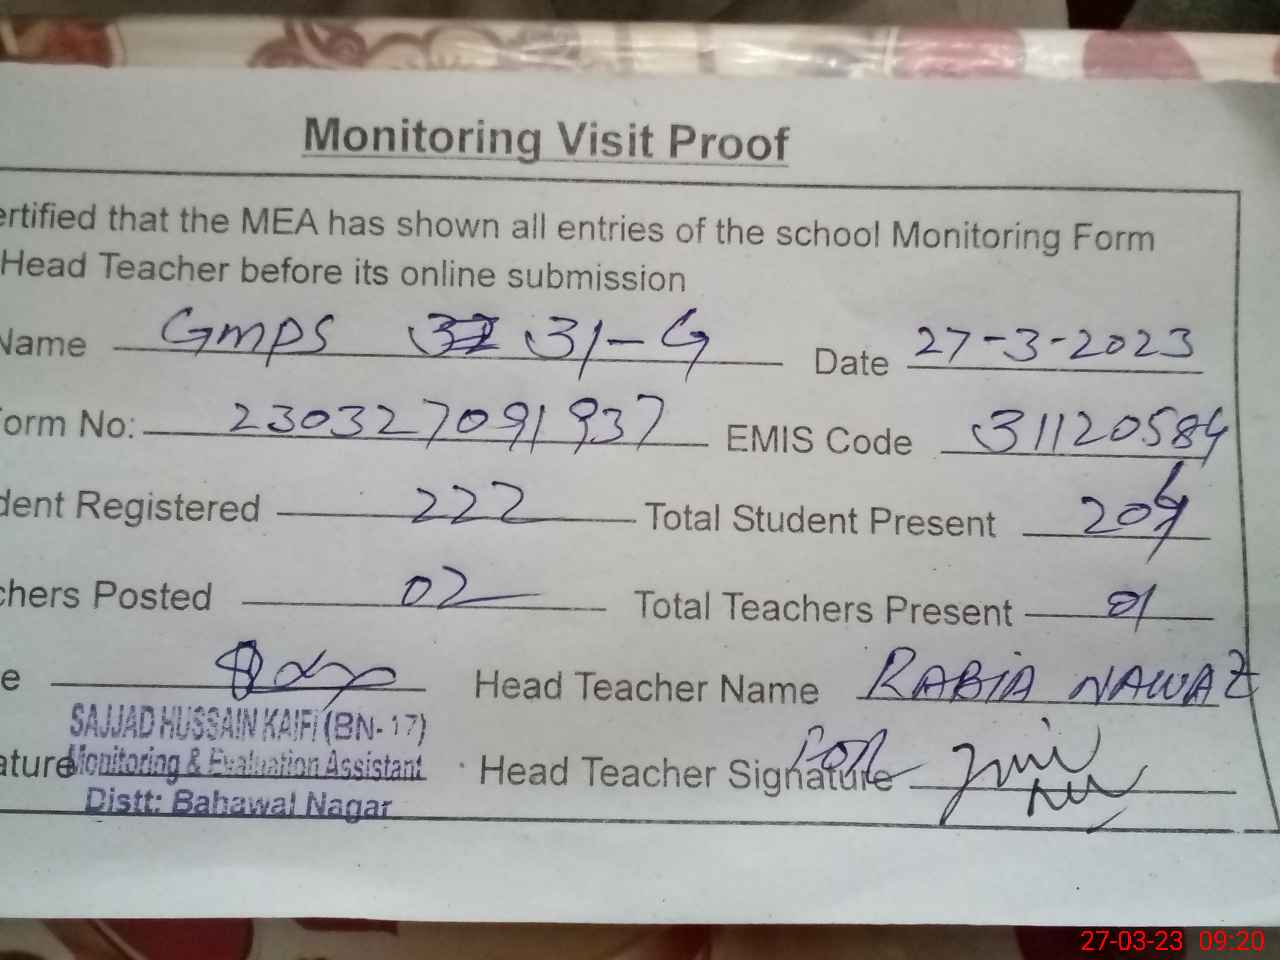 Monitoring Visit Proof
ertified that the MEA has shown all entries of the school Monitoring Form
Head Teacher before its online submission
Name GMPS 31-G Date 27-3-2023
orm No: 230327091937 EMIS Code 31120584
dent Registered 222 Total Student Present
chers Posted 02 Total Teachers Present 01
e Head Teacher Name RABIA NAWAZ
SAJJAD HUSSAIN KAIFI (BN-17)
ature Monitoring & Evaluation Assistant Head Teacher Signature For
Distt: Bahawal Nagar
27-03-23 09:20